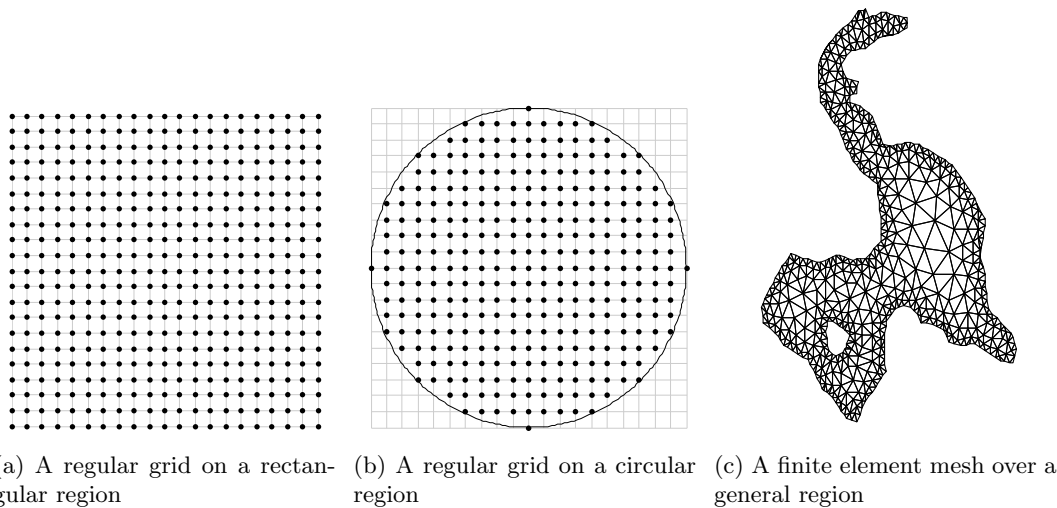 a) A regular grid on a rectan-
gular region
(b) A regular grid on a circular
region
(c) A finite element mesh over a
general region